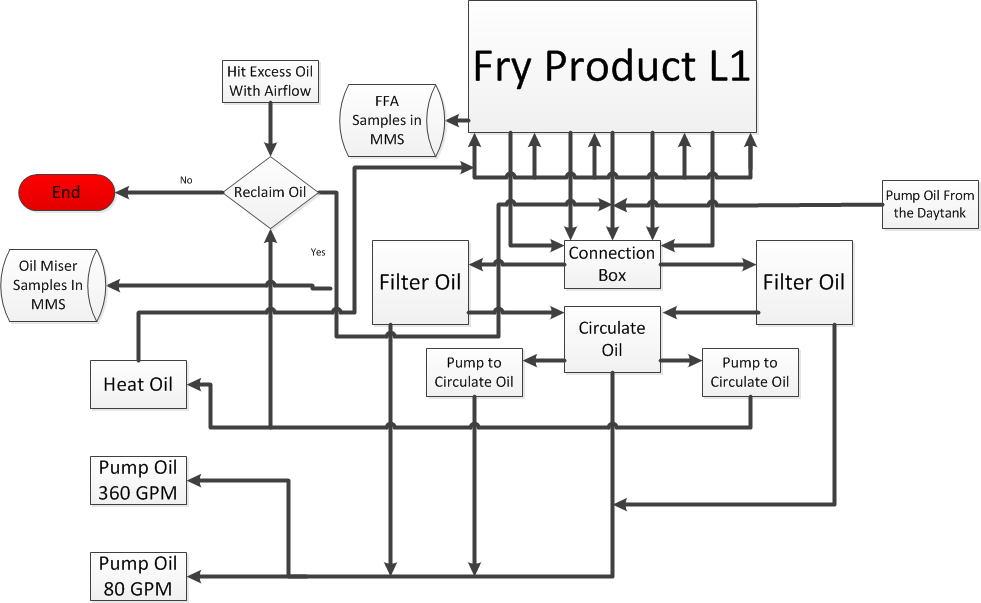 Fry Product L1
Hit Excess Oil
With Airflow
FFA
Samples in
MMS
No
End
Reclaim Oil
Pump Oil From
the Daytank
Yes
Oil Miser
Samples In
MMS
Filter Oil
Connection
Box
Filter Oil
Circulate
Oil
Pump to
Circulate Oil
Pump to
Circulate Oil
Heat Oil
Pump Oil
360 GPM
Pump Oil
80 GPM